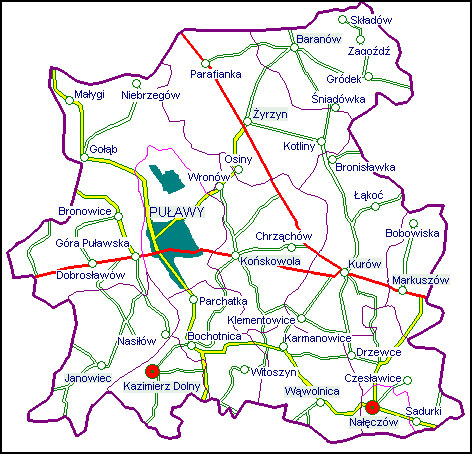 Składów
Baranów
Zagoźdź
Parafianka
Gródek
Małygi
Niebrzegów
Śniadówka
Żyrzyn
Kotliny
Gołąb
Osiny
Bronisławka
Wronów
Łąkoć
Bronowice
PUŁAWY
Bobowiska
Chrząchów
Góra Puławska
Końskowola
Kurów
Dobrosławów
Markuszów
Parchatka
Klementowice
Nasiłów
Bochotnica
Karmanowice
Drzewce
Janowiec
Witoszyn
Czesławice
Kazimierz Dolny
Wąwolnica
Sadurki
Nałęczów